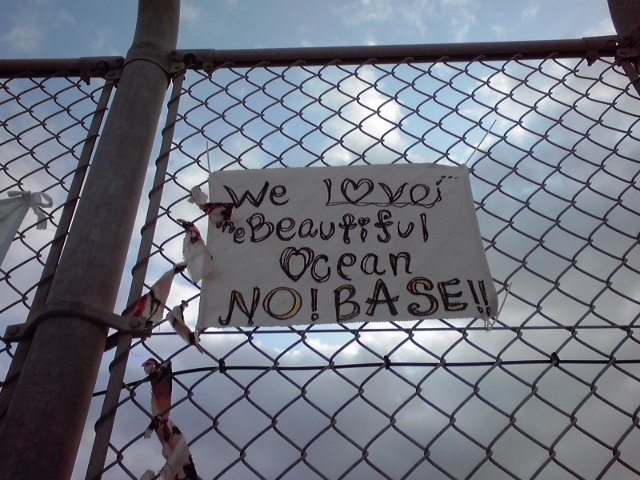 We love
the Beautiful
Ocean
NO! BASE!!